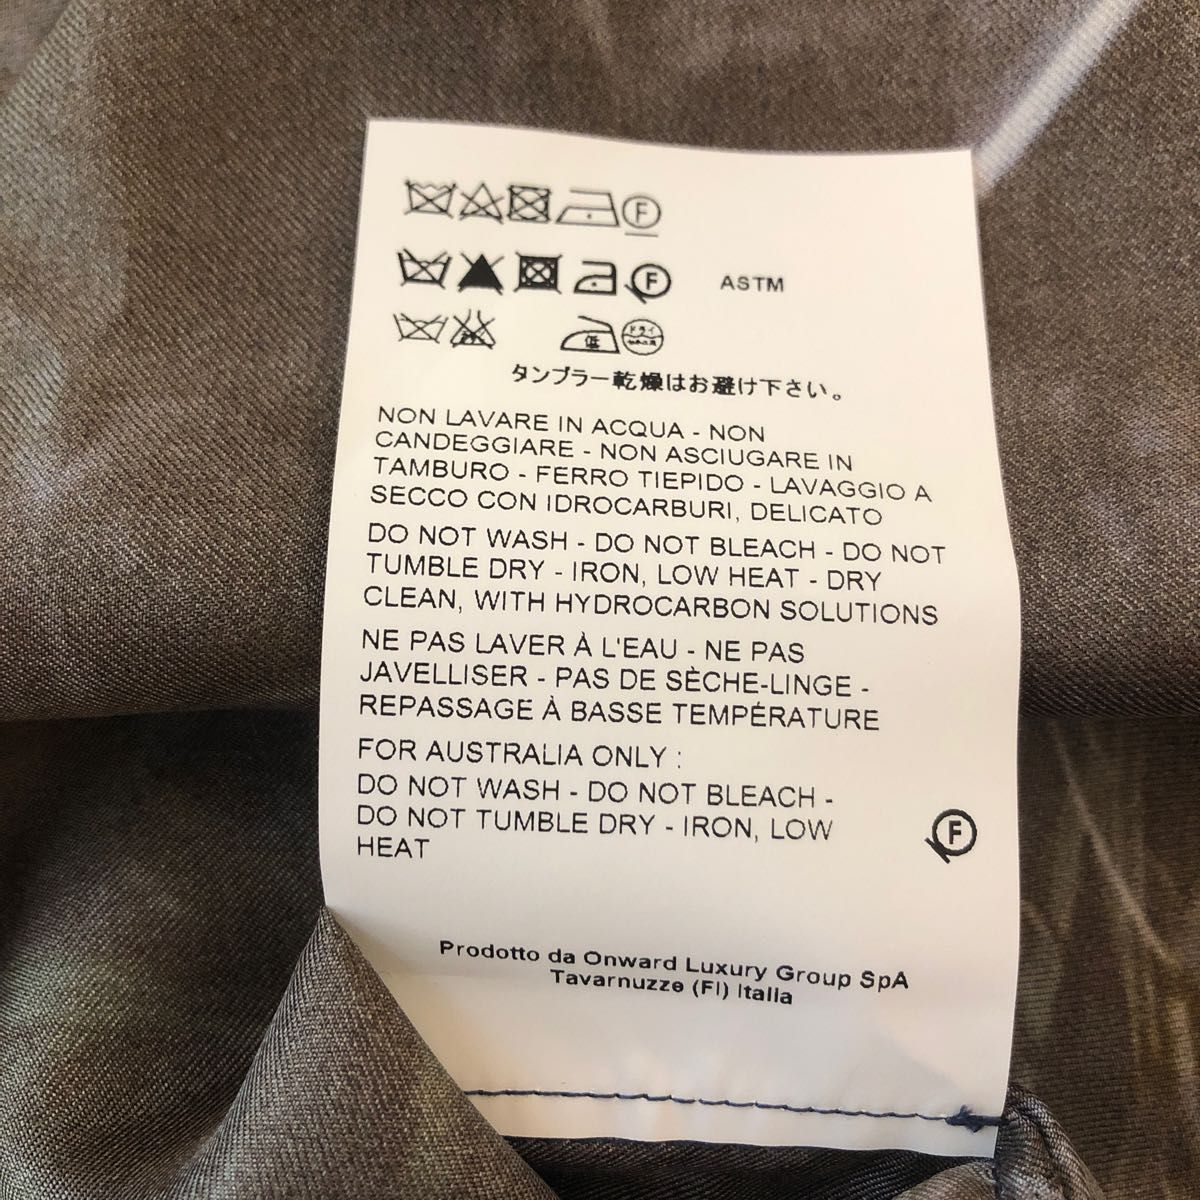 F
F ASTM
低 ドライ
タンブラー乾燥はお避け下さい。
NON LAVARE IN ACQUA - NON
CANDEGGIARE - NON ASCIUGARE IN
TAMBURO - FERRO TIEPIDO - LAVAGGIO A
SECCO CON IDROCARBURI, DELICATO
DO NOT WASH - DO NOT BLEACH - DO NOT
TUMBLE DRY - IRON, LOW HEAT - DRY
CLEAN, WITH HYDROCARBON SOLUTIONS
NE PAS LAVER À L'EAU - NE PAS
JAVELLISER - PAS DE SÈCHE-LINGE -
REPASSAGE À BASSE TEMPÉRATURE
FOR AUSTRALIA ONLY :
DO NOT WASH - DO NOT BLEACH -
DO NOT TUMBLE DRY - IRON, LOW
HEAT
F
Prodotto da Onward Luxury Group SpA
Tavarnuzze (FI) Italia